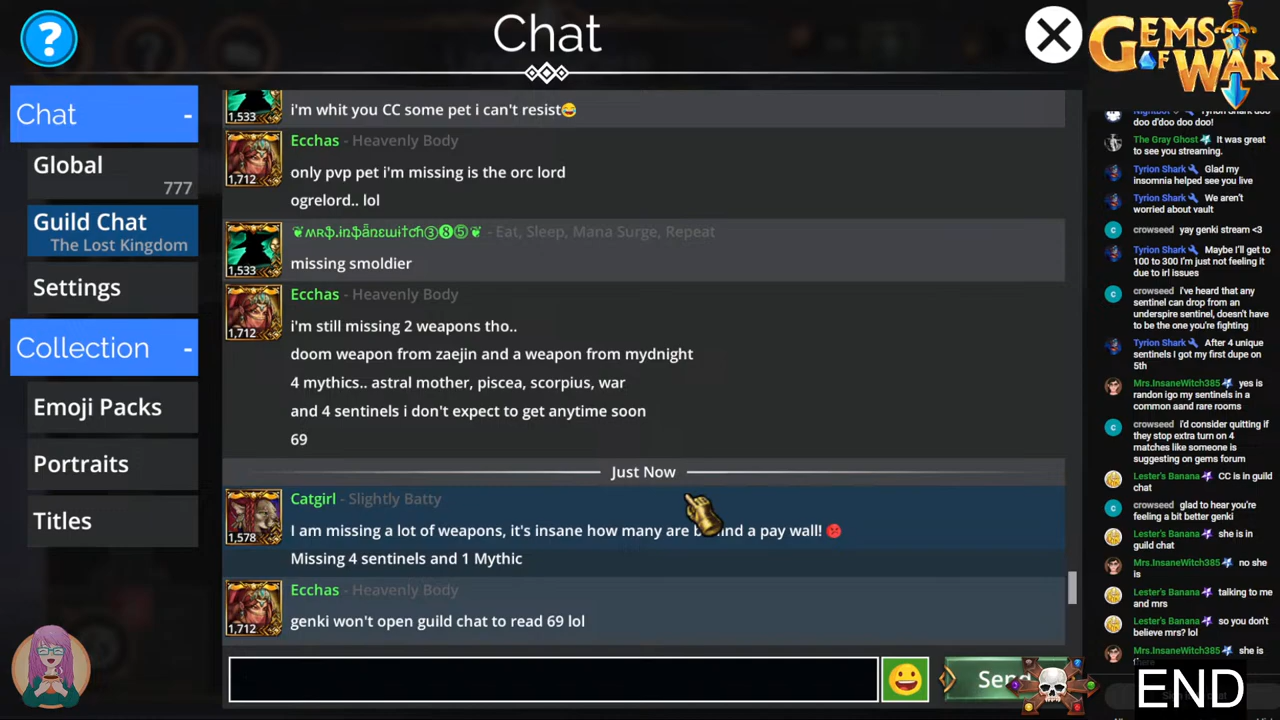 ?
Chat
GEMS
OF WAR
Chat -
Global
777
Guild Chat
The Lost Kingdom
Settings
Collection -
Emoji Packs
Portraits
Titles
1,533
i'm whit you CC some pet i can't resist😂
Ecchas - Heavenly Body
1,712
only pvp pet i'm missing is the orc lord
ogrelord.. lol
- Eat, Sleep, Mana Surge, Repeat
1,533
missing smoldier
Ecchas - Heavenly Body
1,712
i'm still missing 2 weapons tho..
doom weapon from zaejin and a weapon from mydnight
4 mythics.. astral mother, piscea, scorpius, war
and 4 sentinels i don't expect to get anytime soon
69
Just Now
Catgirl - Slightly Batty
1,578
I am missing a lot of weapons, it's insane how many are a pay wall! 😡
Missing 4 sentinels and 1 Mythic
Ecchas - Heavenly Body
1,712
genki won't open guild chat to read 69 lol
doo d'doo doo doo!
The Gray Ghost It was great
to see you streaming.
Tyrion Shark Glad my
insomnia helped see you live
Tyrion Shark We aren't
worried about vault
crowseed yay genki stream <3
Tyrion Shark Maybe I'll get to
100 to 300 I'm just not feeling it
due to irl issues
crowseed i've heard that any
sentinel can drop from an
underspire sentinel, doesn't have
to be the one you're fighting
Tyrion Shark After 4 unique
sentinels I got my first dupe on
5th
Mrs.InsaneWitch385 yes is
randon igo my sentinels in a
common aand rare rooms
crowseed i'd consider quitting if
they stop extra turn on 4
matches like someone is
suggesting on gems forum
Lester's Banana CC is in guild
chat
crowseed glad to hear you're
feeling a bit better genki
Lester's Banana she is in
guild chat
Mrs.InsaneWitch385 no she
is
Lester's Banana talking to me
and mrs
Lester's Banana so you don't
believe mrs? lol
Mrs.InsaneWitch385 she is
END